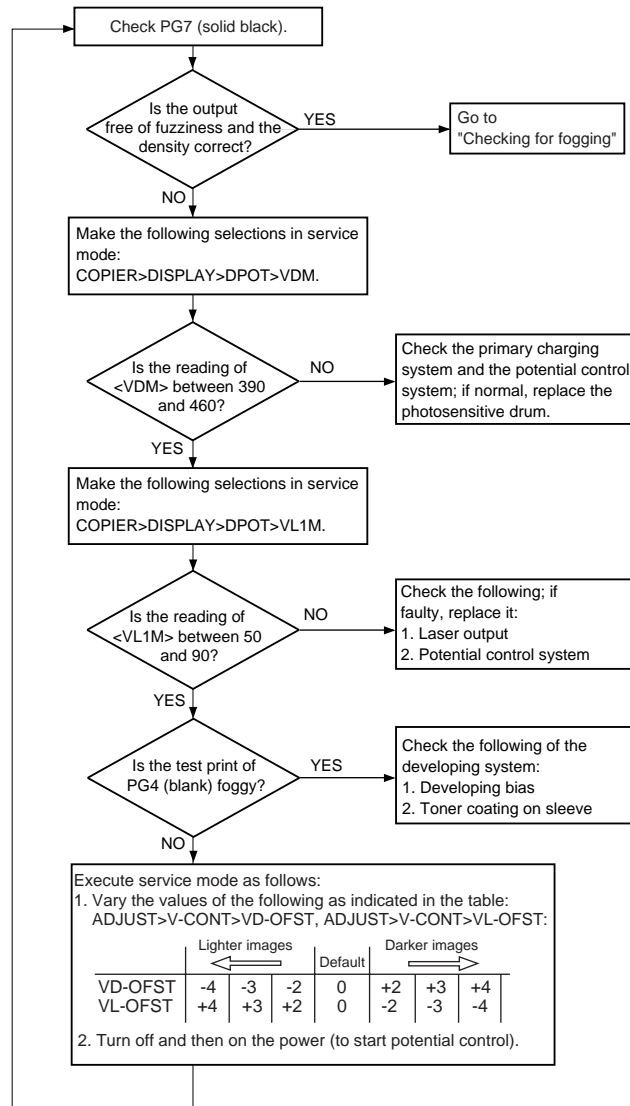 Check PG7 (solid black).
Is the output
free of fuzziness and the
density correct?
YES
Go to
"Checking for fogging"
NO
Make the following selections in service
mode:
COPIER>DISPLAY>DPOT>VDM.
Is the reading of
<VDM> between 390
and 460?
NO
Check the primary charging
system and the potential control
system; if normal, replace the
photosensitive drum.
YES
Make the following selections in service
mode:
COPIER>DISPLAY>DPOT>VL1M.
Is the reading of
<VL1M> between 50
and 90?
NO
Check the following; if
faulty, replace it:
1. Laser output
2. Potential control system
YES
Is the test print of
PG4 (blank) foggy?
YES
Check the following of the
developing system:
1. Developing bias
2. Toner coating on sleeve
NO
Execute service mode as follows:
1. Vary the values of the following as indicated in the table:
ADJUST>V-CONT>VD-OFST, ADJUST>V-CONT>VL-OFST:
Lighter images Default Darker images
VD-OFST -4 -3 -2 0 +2 +3 +4
VL-OFST +4 +3 +2 0 -2 -3 -4
2. Turn off and then on the power (to start potential control).